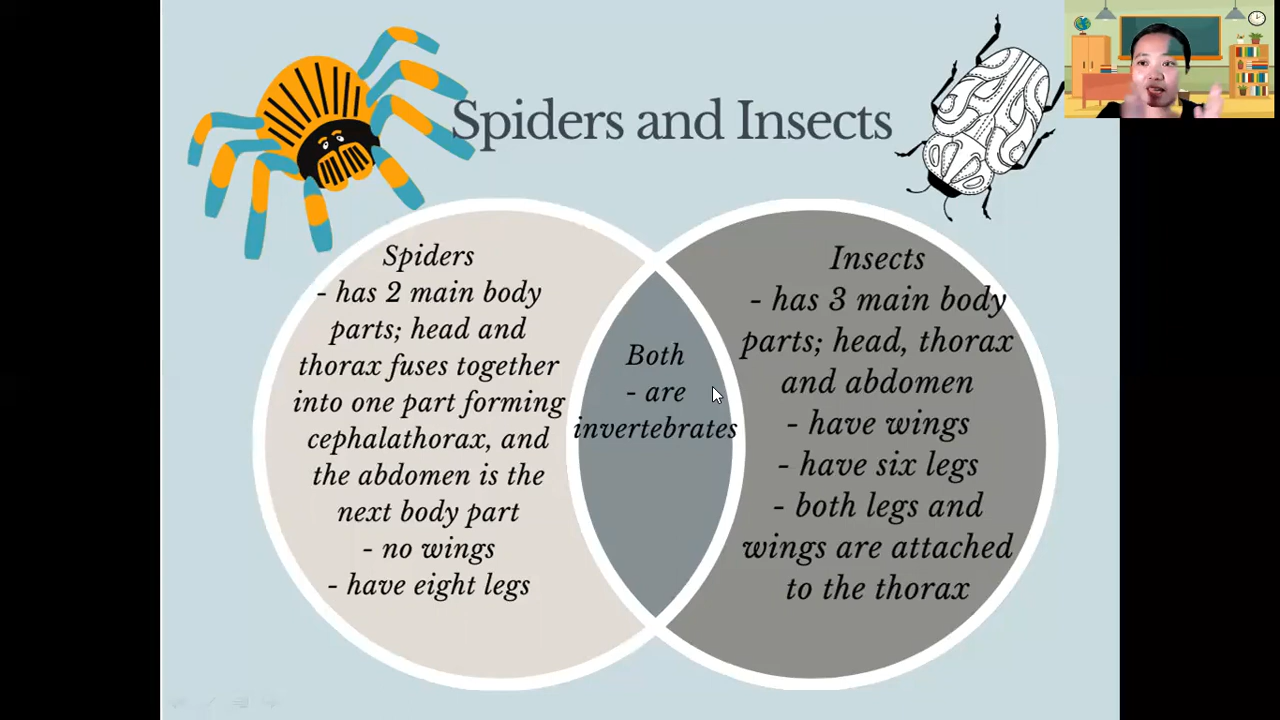 Spiders and Insects
Spiders
- has 2 main body
parts; head and
thorax fuses together
into one part forming
cephalathorax, and
the abdomen is the
next body part
- no wings
- have eight legs
Both
- are
invertebrates
Insects
- has 3 main body
parts; head, thorax
and abdomen
- have wings
- have six legs
- both legs and
wings are attached
to the thorax